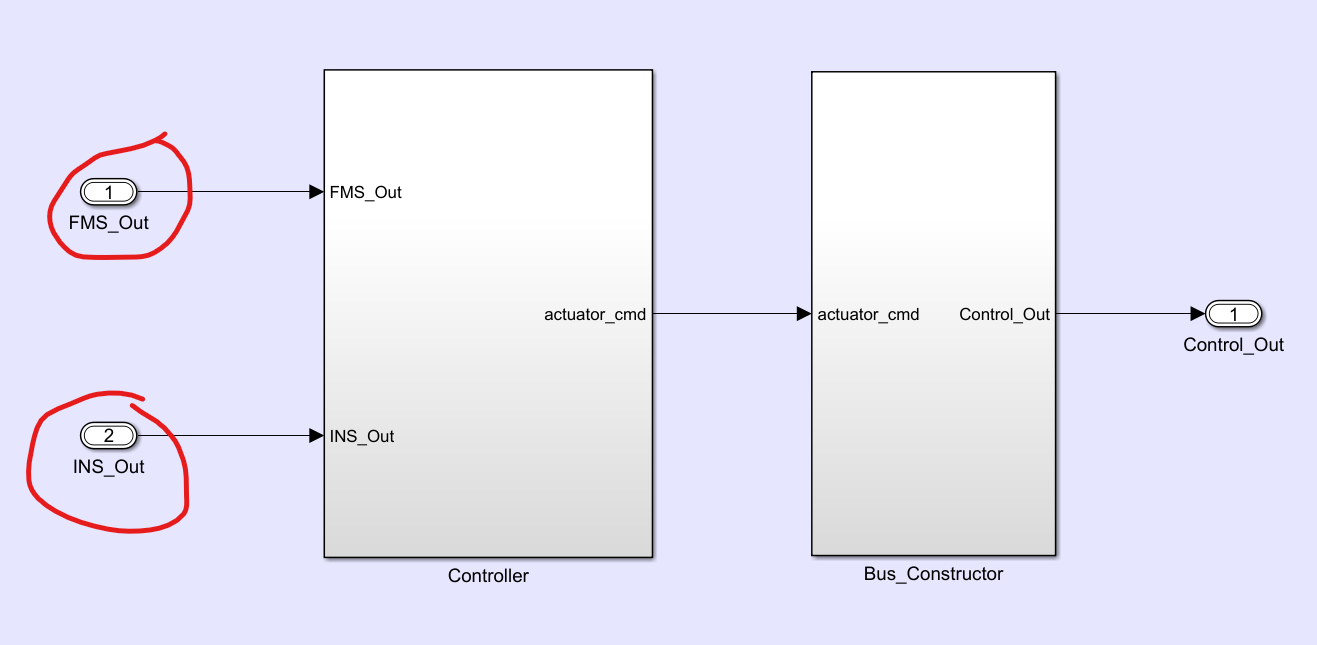 1
FMS_Out
FMS_Out
actuator_cmd
2
INS_Out
INS_Out
Controller
actuator_cmd
Control_Out
Bus_Constructor
1
Control_Out